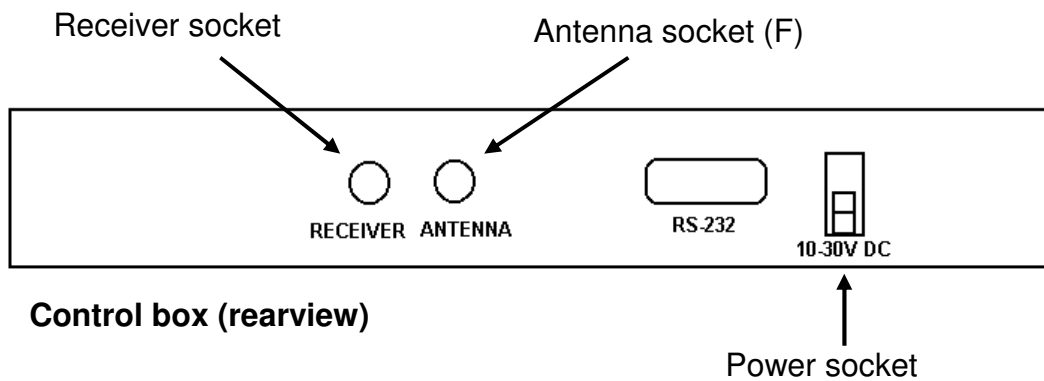 Receiver socket
Antenna socket (F)
RECEIVER ANTENNA
RS-232
10-30V DC
Control box (rearview)
Power socket